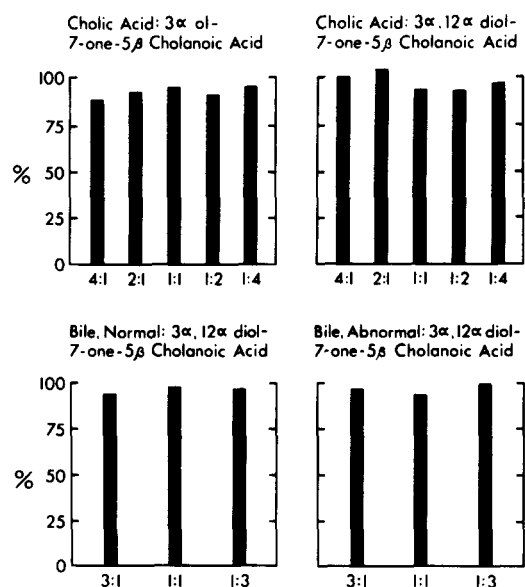 Cholic Acid: 3α ol-
7-one-5β Cholanoic Acid
100
75
%
50
25
0
4:1 2:1 1:1 1:2 1:4
Cholic Acid: 3α,12α diol-
7-one-5β Cholanoic Acid
4:1 2:1 1:1 1:2 1:4
Bile, Normal: 3α,12α diol-
7-one-5β Cholanoic Acid
100
75
%
50
25
0
3:1 1:1 1:3
Bile, Abnormal: 3α,12α diol-
7-one-5β Cholanoic Acid
3:1 1:1 1:3